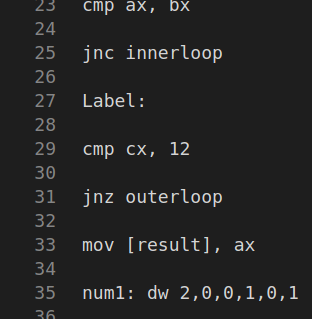 23 cmp ax, bx
24
25 jnc innerloop
26
27 Label:
28
29 cmp cx, 12
30
31 jnz outerloop
32
33 mov [result], ax
34
35 num1: dw 2,0,0,1,0,1
36